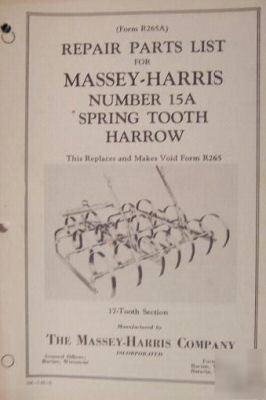 (Form R265A)
REPAIR PARTS LIST
FOR
MASSEY-HARRIS
NUMBER 15A
SPRING TOOTH
HARROW
This Replaces and Makes Void Form R265
17-Tooth Section
Manufactured by
THE MASSEY-HARRIS COMPANY
INCORPORATED
General Offices:
Racine, Wisconsin
Racine,
Batavia,